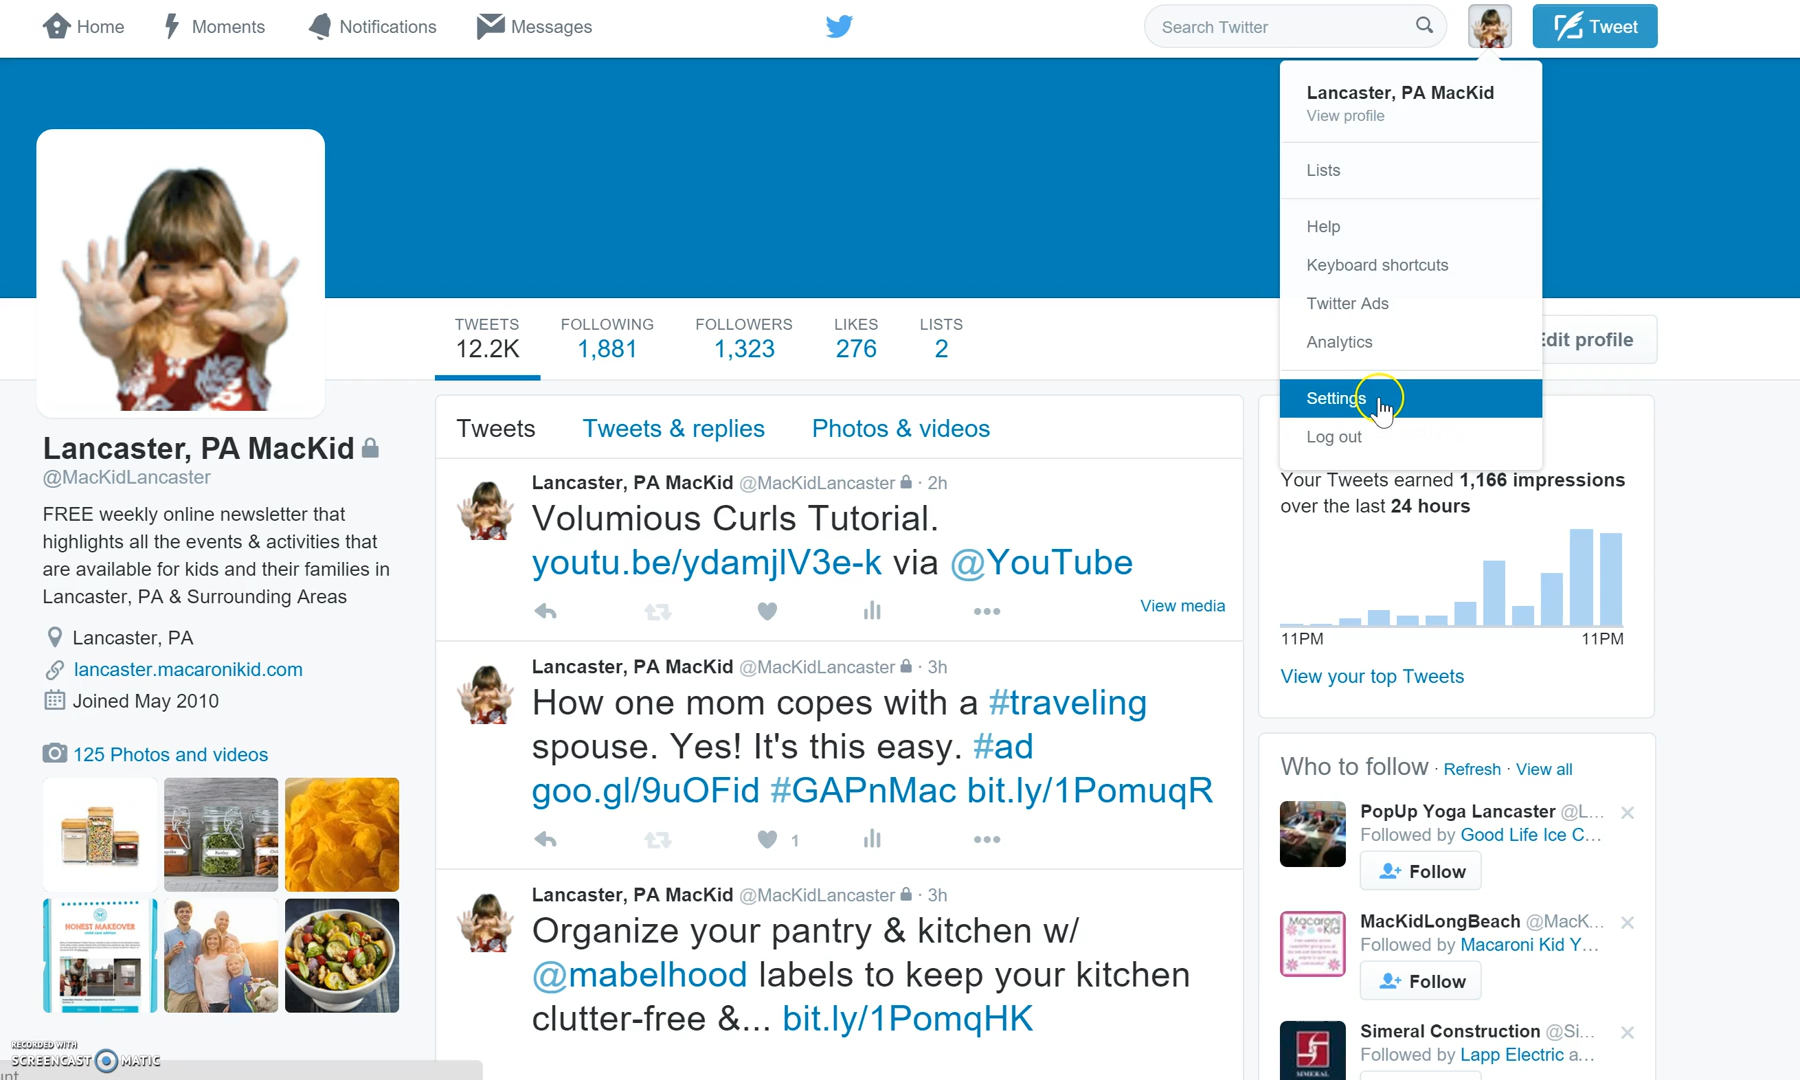 Home
Moments
Notifications
Messages
Search Twitter
Tweet
Lancaster, PA MacKid
View profile
Lists
Help
Keyboard shortcuts
Twitter Ads
Analytics
Settings
Log out
TWEETS
12.2K
FOLLOWING
1,881
FOLLOWERS
1,323
LIKES
276
LISTS
2
Edit profile
Lancaster, PA MacKid
@MacKidLancaster
FREE weekly online newsletter that
highlights all the events & activities that
are available for kids and their families in
Lancaster, PA & Surrounding Areas
Lancaster, PA
lancaster.macaronikid.com
Joined May 2010
125 Photos and videos
HONEST MAKEOVER
Tweets
Tweets & replies
Photos & videos
Lancaster, PA MacKid @MacKidLancaster · 2h
Volumious Curls Tutorial.
youtu.be/ydamjlV3e-k via @YouTube
View media
Lancaster, PA MacKid @MacKidLancaster · 3h
How one mom copes with a #traveling
spouse. Yes! It's this easy. #ad
goo.gl/9uOFid #GAPnMac bit.ly/1PomuqR
1
Lancaster, PA MacKid @MacKidLancaster · 3h
Organize your pantry & kitchen w/
@mabelhood labels to keep your kitchen
clutter-free &... bit.ly/1PomqHK
Your Tweets earned 1,166 impressions
over the last 24 hours
11PM
11PM
View your top Tweets
Who to follow · Refresh · View all
PopUp Yoga Lancaster @L...
Followed by Good Life Ice C...
Follow
MacKidLongBeach @MacK...
Followed by Macaroni Kid Y...
Follow
Macaroni
Kid
Simeral Construction @Si...
Followed by Lapp Electric a...
SIMERAL
RECORDED WITH
SCREENCAST MATIC
unt